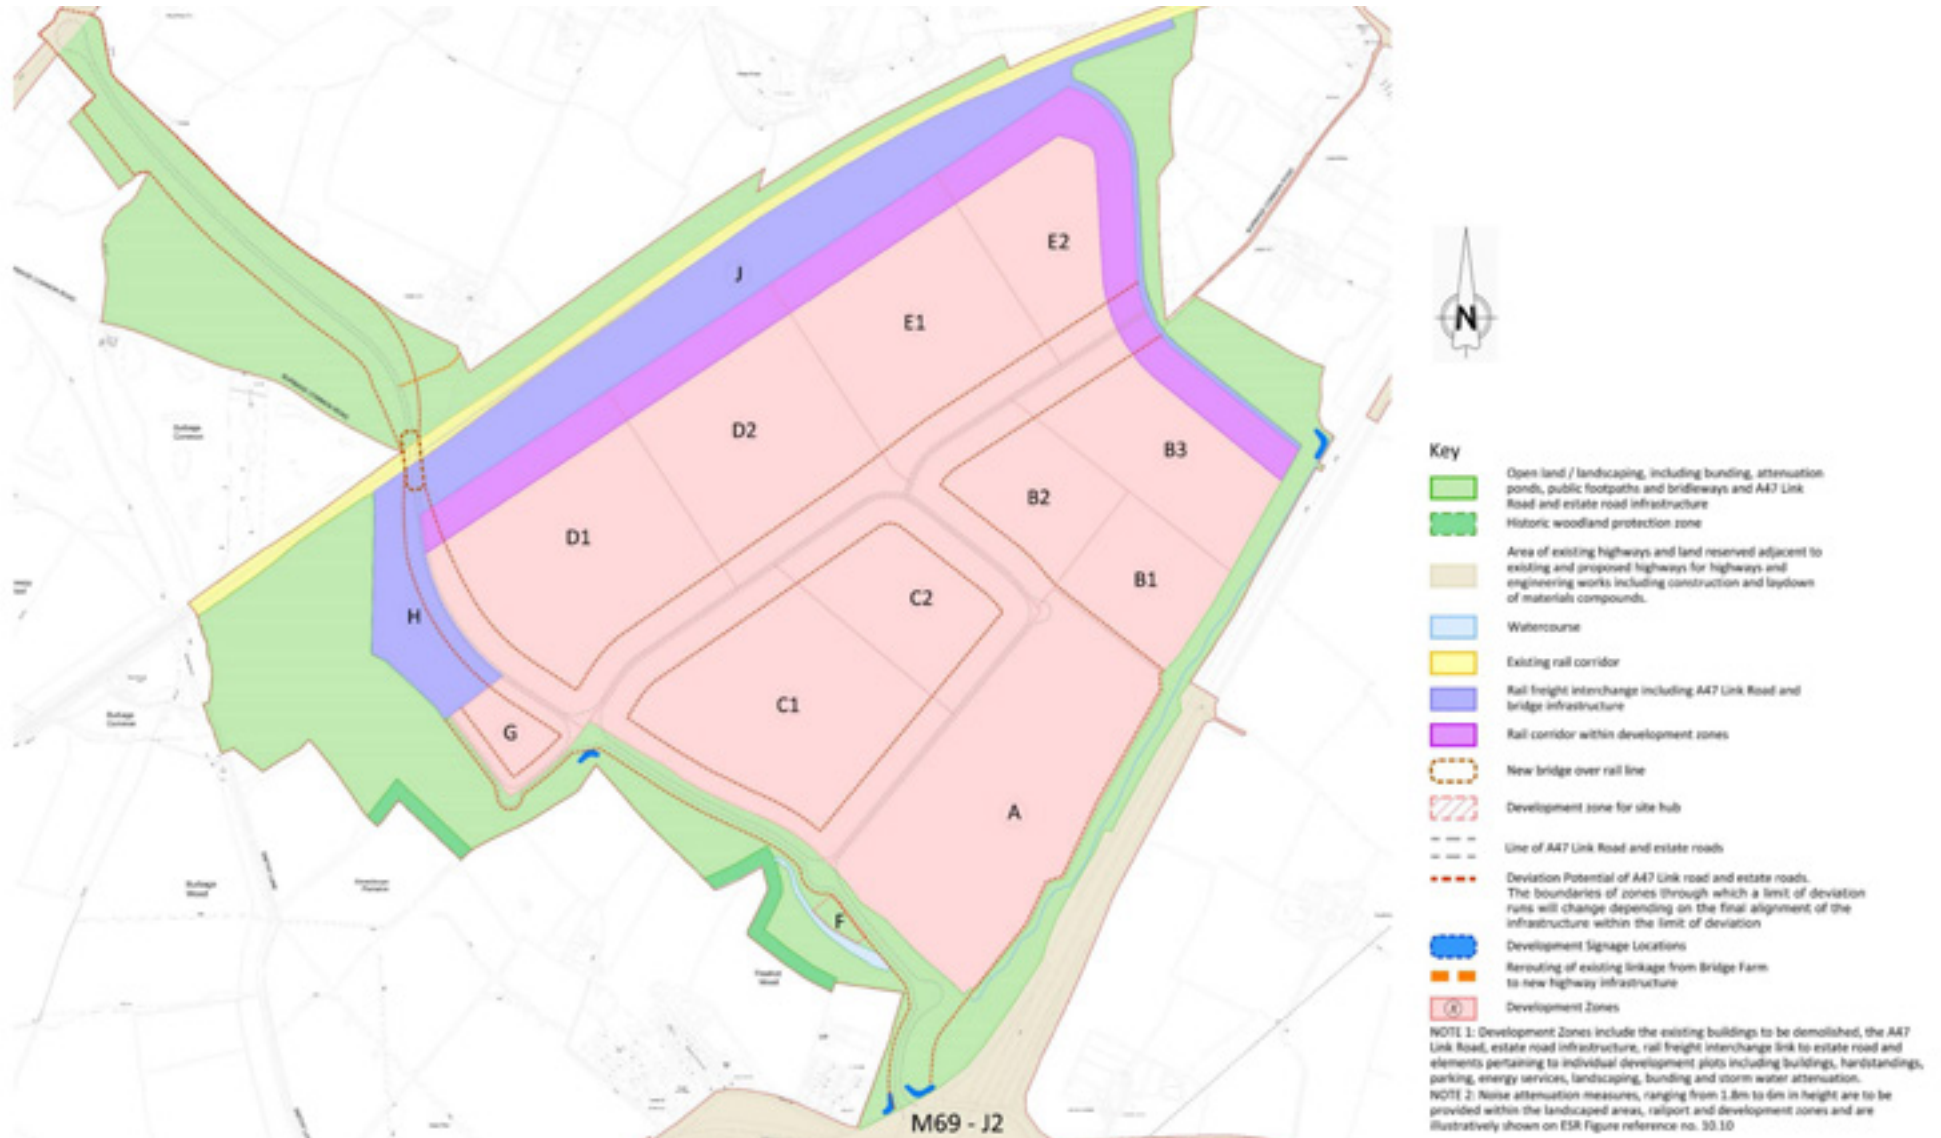 J
E2
E1
D2
B3
B2
D1
B1
C2
H
C1
G
A
F
M69 - J2
Burbage
Common
Burbage
Common
Burbage
Wood
Freeholt
Wood
N
Key
Open land / landscaping, including bunding, attenuation
ponds, public footpaths and bridleways and A47 Link
Road and estate road infrastructure
Historic woodland protection zone
Area of existing highways and land reserved adjacent to
existing and proposed highways for highways and
engineering works including construction and laydown
of materials compounds.
Watercourse
Existing rail corridor
Rail freight interchange including A47 Link Road and
bridge infrastructure
Rail corridor within development zones
New bridge over rail line
Development zone for site hub
Line of A47 Link Road and estate roads
Deviation Potential of A47 Link road and estate roads.
The boundaries of zones through which a limit of deviation
runs will change depending on the final alignment of the
infrastructure within the limit of deviation
Development Signage Locations
Rerouting of existing linkage from Bridge Farm
to new highway infrastructure
Development Zones
NOTE 1: Development Zones include the existing buildings to be demolished, the A47
Link Road, estate road infrastructure, rail freight interchange link to estate road and
elements pertaining to individual development plots including buildings, hardstandings,
parking, energy services, landscaping, bunding and storm water attenuation.
NOTE 2: Noise attenuation measures, ranging from 1.8m to 6m in height are to be
provided within the landscaped areas, railport and development zones and are
illustratively shown on ESR Figure reference no. 10.10